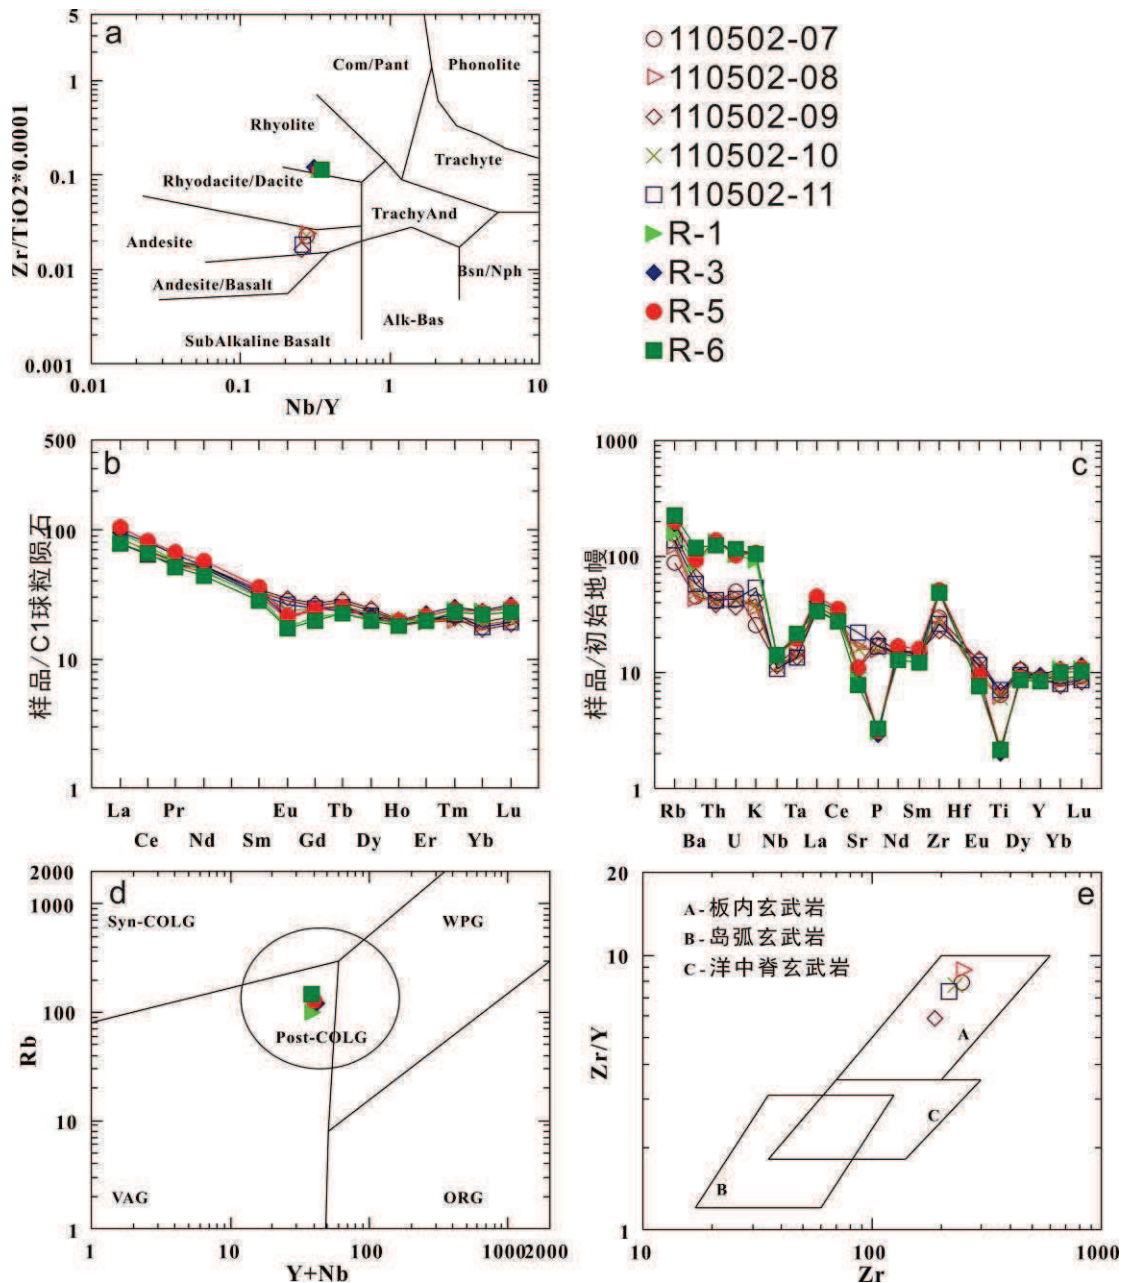 a
5
1
0.1
0.01
0.001
Zr/TiO2*0.0001
Com/Pant
Phonolite
Rhyolite
Trachyte
Rhyodacite/Dacite
TrachyAnd
Andesite
Bsn/Nph
Andesite/Basalt
Alk-Bas
SubAlkaline Basalt
0.01
0.1
1
10
Nb/Y
110502-07
110502-08
110502-09
110502-10
110502-11
R-1
R-3
R-5
R-6
b
500
100
10
1
样品/C1球粒陨石
La
Pr
Eu
Tb
Ho
Tm
Lu
Ce
Nd
Sm
Gd
Dy
Er
Yb
c
1000
100
10
1
样品/初始地幔
Rb
Th
K
Ta
Ce
P
Sm
Hf
Ti
Y
Lu
Ba
U
Nb
La
Sr
Nd
Zr
Eu
Dy
Yb
d
2000
1000
100
10
1
Rb
Syn-COLG
WPG
Post-COLG
VAG
ORG
1
10
100
1000
2000
Y+Nb
e
20
10
1
Zr/Y
A-板内玄武岩
B-岛弧玄武岩
C-洋中脊玄武岩
A
C
B
10
100
1000
Zr